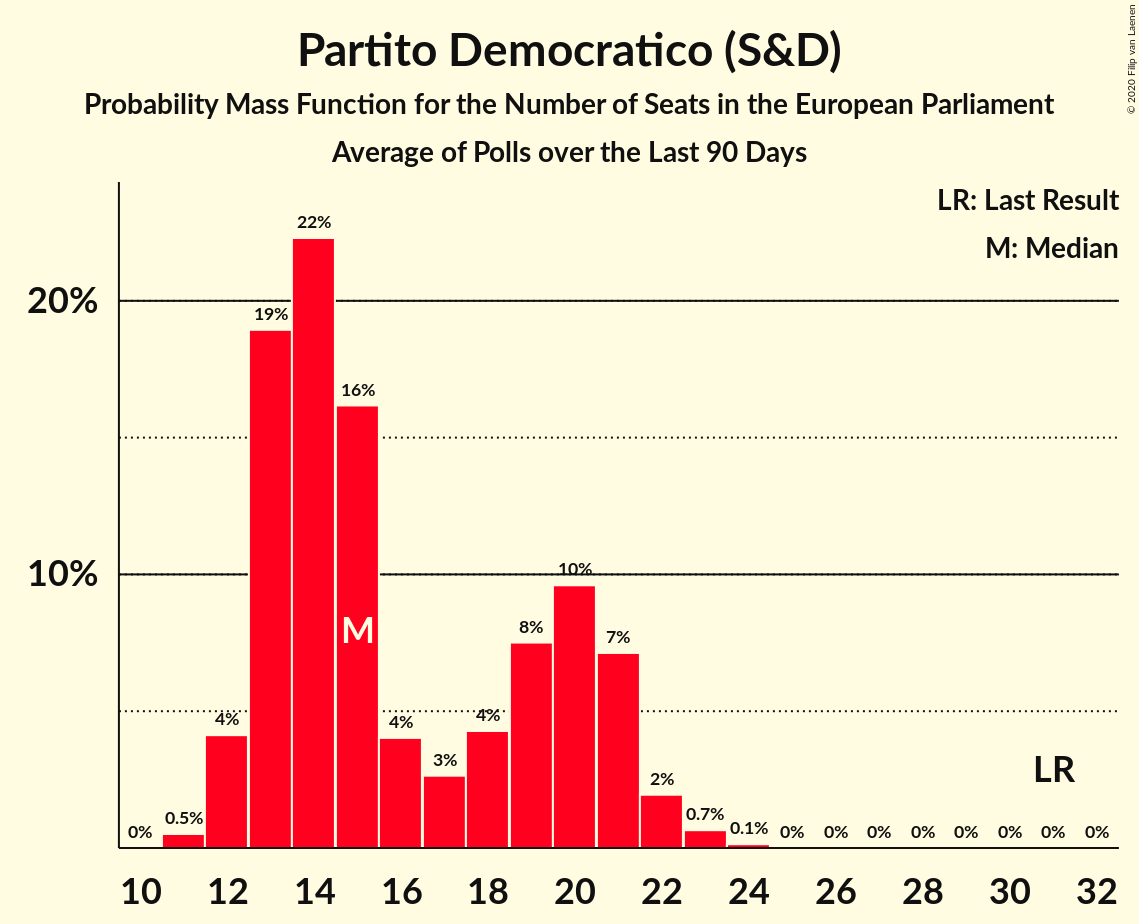 Partito Democratico (S&D)
Probability Mass Function for the Number of Seats in the European Parliament
Average of Polls over the Last 90 Days
© 2020 Filip van Laenen
LR: Last Result
M: Median
22%
20%
19%
16%
10%
10%
M
8%
7%
4%
4%
4%
3%
2%
LR
0%
0.5%
0.7%
0.1%
0%
0%
0%
0%
0%
0%
0%
0%
10 12 14 16 18 20 22 24 26 28 30 32